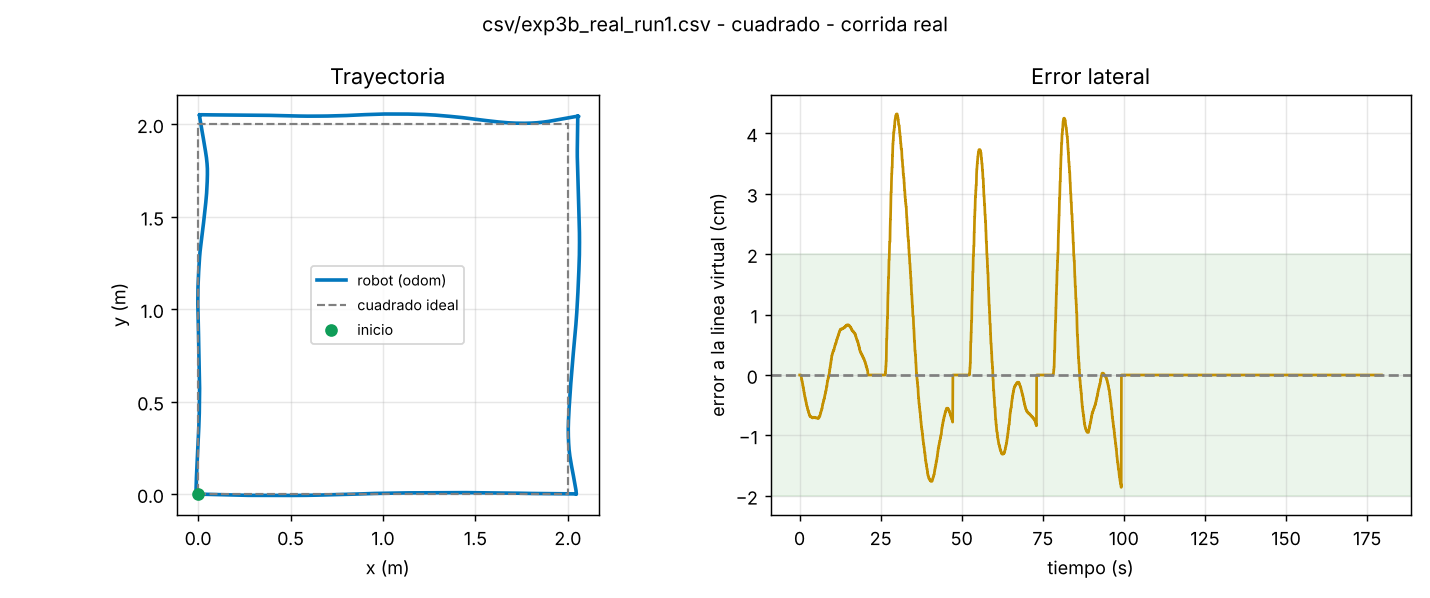 csv/exp3b_real_run1.csv - cuadrado - corrida real
Trayectoria
y (m)
2.0
1.5
1.0
0.5
0.0
robot (odom)
cuadrado ideal
inicio
0.0 0.5 1.0 1.5 2.0
x (m)
Error lateral
error a la linea virtual (cm)
4
3
2
1
0
−1
−2
0 25 50 75 100 125 150 175
tiempo (s)